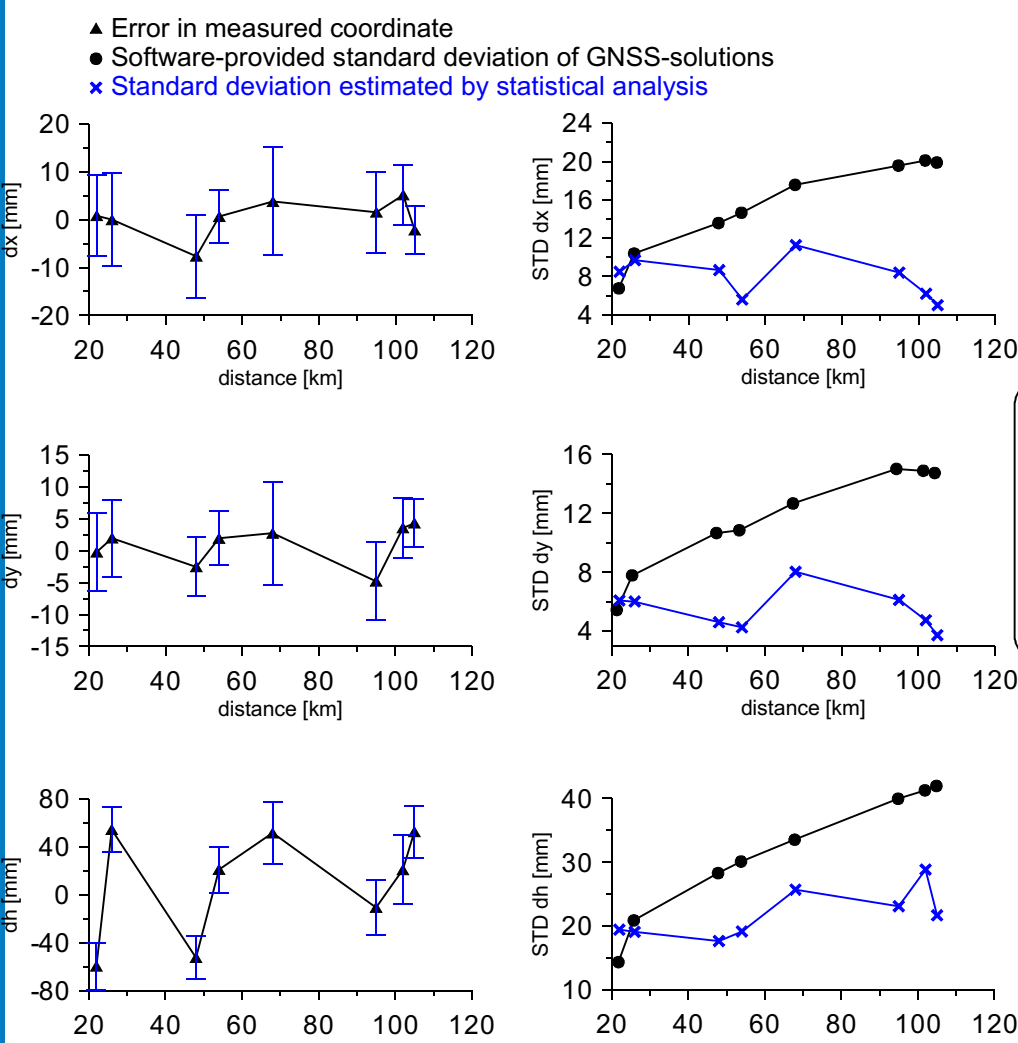 Error in measured coordinate
Software-provided standard deviation of GNSS-solutions
Standard deviation estimated by statistical analysis
20
10
0
-10
-20
dx [mm]
20 40 60 80 100 120
distance [km]
24
20
16
12
8
4
STD dx [mm]
20 40 60 80 100 120
distance [km]
15
10
5
0
-5
-10
-15
dy [mm]
20 40 60 80 100 120
distance [km]
16
12
8
4
STD dy [mm]
20 40 60 80 100 120
distance [km]
80
40
0
-40
-80
dh [mm]
20 40 60 80 100 120
40
30
20
10
STD dh [mm]
20 40 60 80 100 120